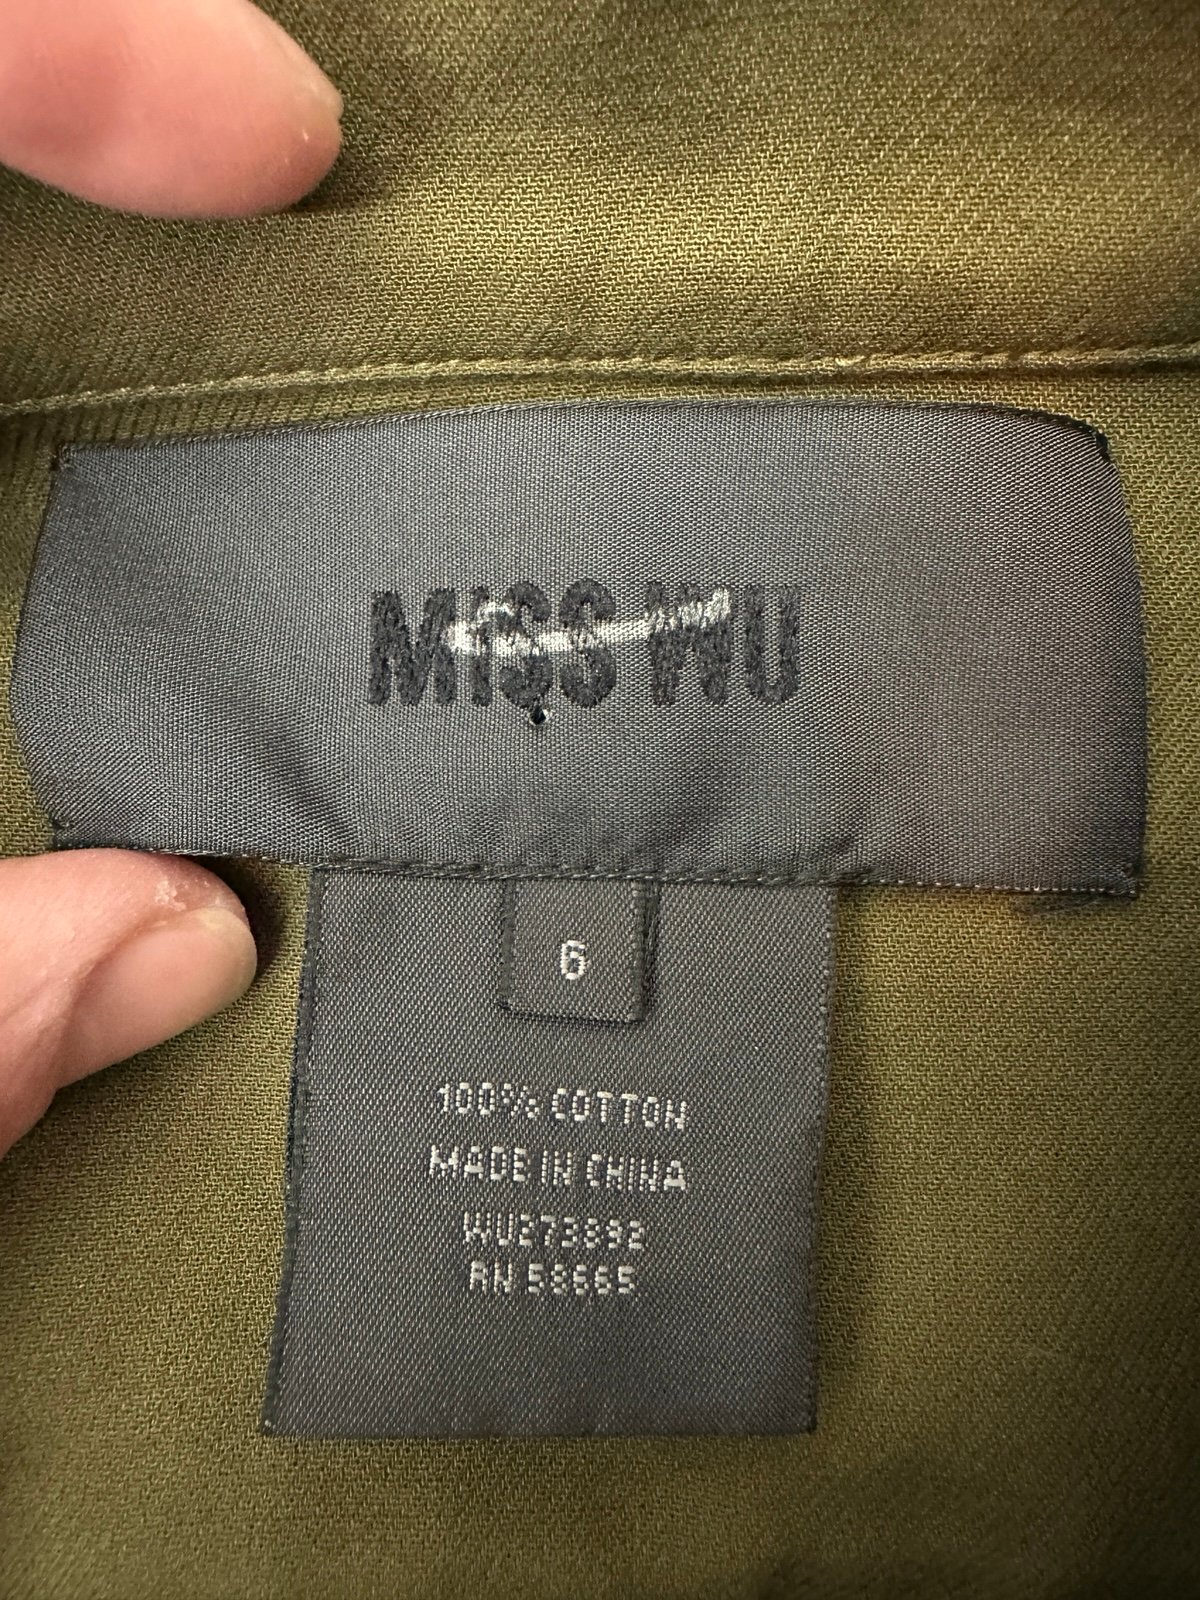 MISS WU
6
100% COTTON
MADE IN CHINA
WU273892
RN 58565